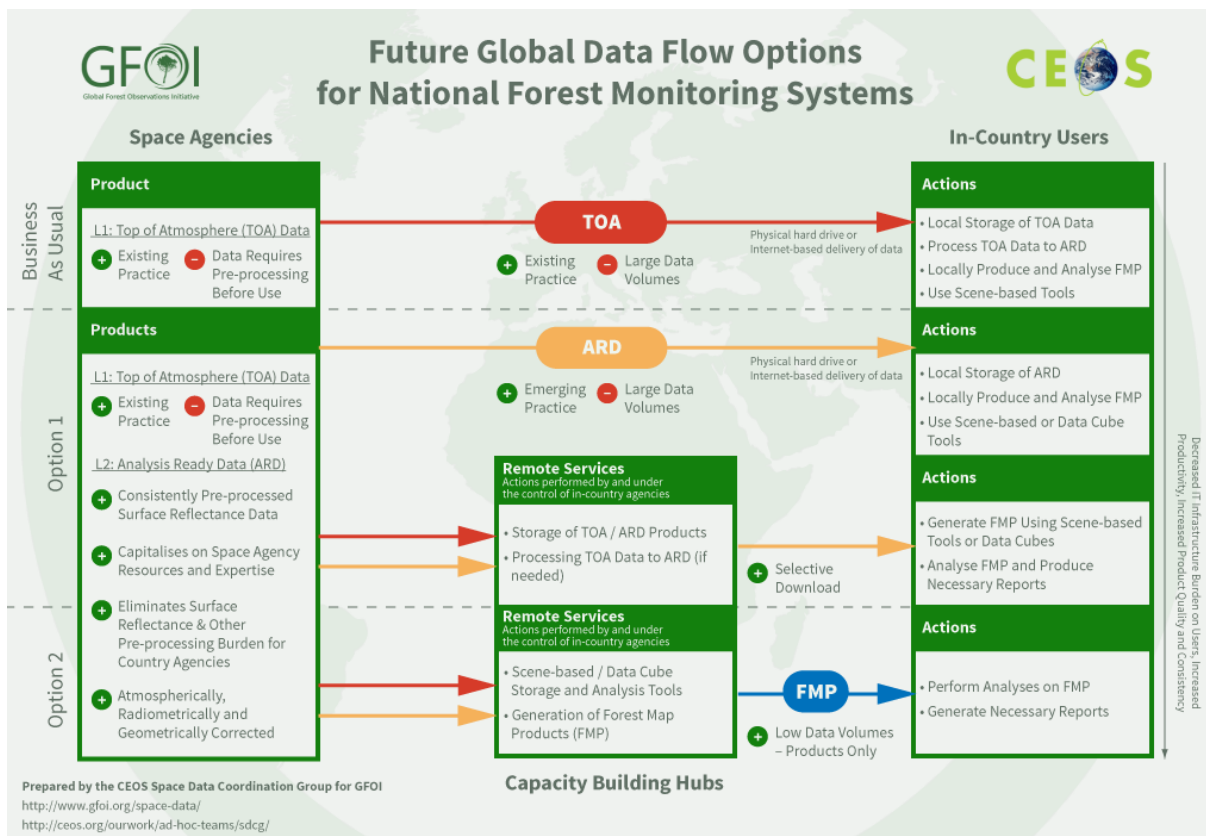 GFOI
Global Forest Observations Initiative
Future Global Data Flow Options
for National Forest Monitoring Systems
CEOS
Space Agencies
In-Country Users
Business
As Usual
Product
L1: Top of Atmosphere (TOA) Data
+ Existing
Practice
– Data Requires
Pre-processing
Before Use
TOA
+ Existing
Practice
– Large Data
Volumes
Physical hard drive or
Internet-based delivery of data
Actions
• Local Storage of TOA Data
• Process TOA Data to ARD
• Locally Produce and Analyse FMP
• Use Scene-based Tools
Option 1
Products
L1: Top of Atmosphere (TOA) Data
+ Existing
Practice
– Data Requires
Pre-processing
Before Use
L2: Analysis Ready Data (ARD)
+ Consistently Pre-processed
Surface Reflectance Data
+ Capitalises on Space Agency
Resources and Expertise
+ Eliminates Surface
Reflectance & Other
Pre-processing Burden for
Country Agencies
+ Atmospherically,
Radiometrically and
Geometrically Corrected
ARD
+ Emerging
Practice
– Large Data
Volumes
Physical hard drive or
Internet-based delivery of data
Actions
• Local Storage of ARD
• Locally Produce and Analyse FMP
• Use Scene-based or Data Cube
Tools
Remote Services
Actions performed by and under
the control of in-country agencies
• Storage of TOA / ARD Products
• Processing TOA Data to ARD (if
needed)
+ Selective
Download
Actions
• Generate FMP Using Scene-based
Tools or Data Cubes
• Analyse FMP and Produce
Necessary Reports
Option 2
Remote Services
Actions performed by and under
the control of in-country agencies
• Scene-based / Data Cube
Storage and Analysis Tools
• Generation of Forest Map
Products (FMP)
FMP
+ Low Data Volumes
– Products Only
Actions
• Perform Analyses on FMP
• Generate Necessary Reports
Decreased IT Infrastructure Burden on Users, Increased
Productivity, Increased Product Quality and Consistency
Capacity Building Hubs
Prepared by the CEOS Space Data Coordination Group for GFOI
http://www.gfoi.org/space-data/
http://ceos.org/ourwork/ad-hoc-teams/sdcg/